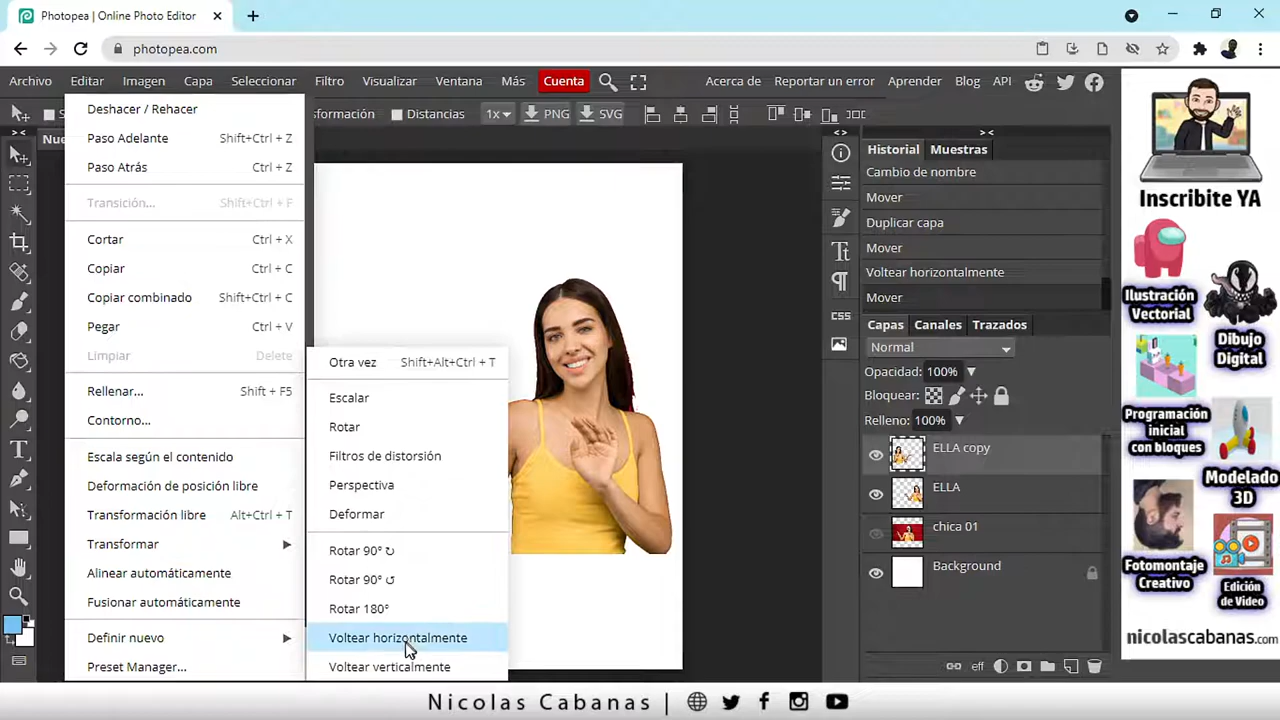 Photopea | Online Photo Editor
photopea.com
Archivo Editar Imagen Capa Seleccionar Filtro Visualizar Ventana Más Cuenta Acerca de Reportar un error Aprender Blog API
S
sformación Distancias 1x PNG SVG
Nue
Deshacer / Rehacer
Paso Adelante Shift+Ctrl + Z
Paso Atrás Ctrl + Z
Transición... Shift+Ctrl + F
Cortar Ctrl + X
Copiar Ctrl + C
Copiar combinado Shift+Ctrl + C
Pegar Ctrl + V
Limpiar Delete
Rellenar... Shift + F5
Contorno...
Escala según el contenido
Deformación de posición libre
Transformación libre Alt+Ctrl + T
Transformar
Alinear automáticamente
Fusionar automáticamente
Definir nuevo
Preset Manager...
Otra vez Shift+Alt+Ctrl + T
Escalar
Rotar
Filtros de distorsión
Perspectiva
Deformar
Rotar 90° ↻
Rotar 90° ↺
Rotar 180°
Voltear horizontalmente
Voltear verticalmente
CSS
Historial Muestras
Cambio de nombre
Mover
Duplicar capa
Mover
Voltear horizontalmente
Mover
Capas Canales Trazados
Normal
Opacidad: 100%
Bloquear:
Relleno: 100%
ELLA copy
ELLA
chica 01
Background
eff
Inscribite YA
Ilustración
Vectorial
Dibujo
Digital
Programación
inicial
con bloques
Modelado
3D
Fotomontaje
Creativo
Edición
de Video
nicolascabanas.com
Nicolas Cabanas |